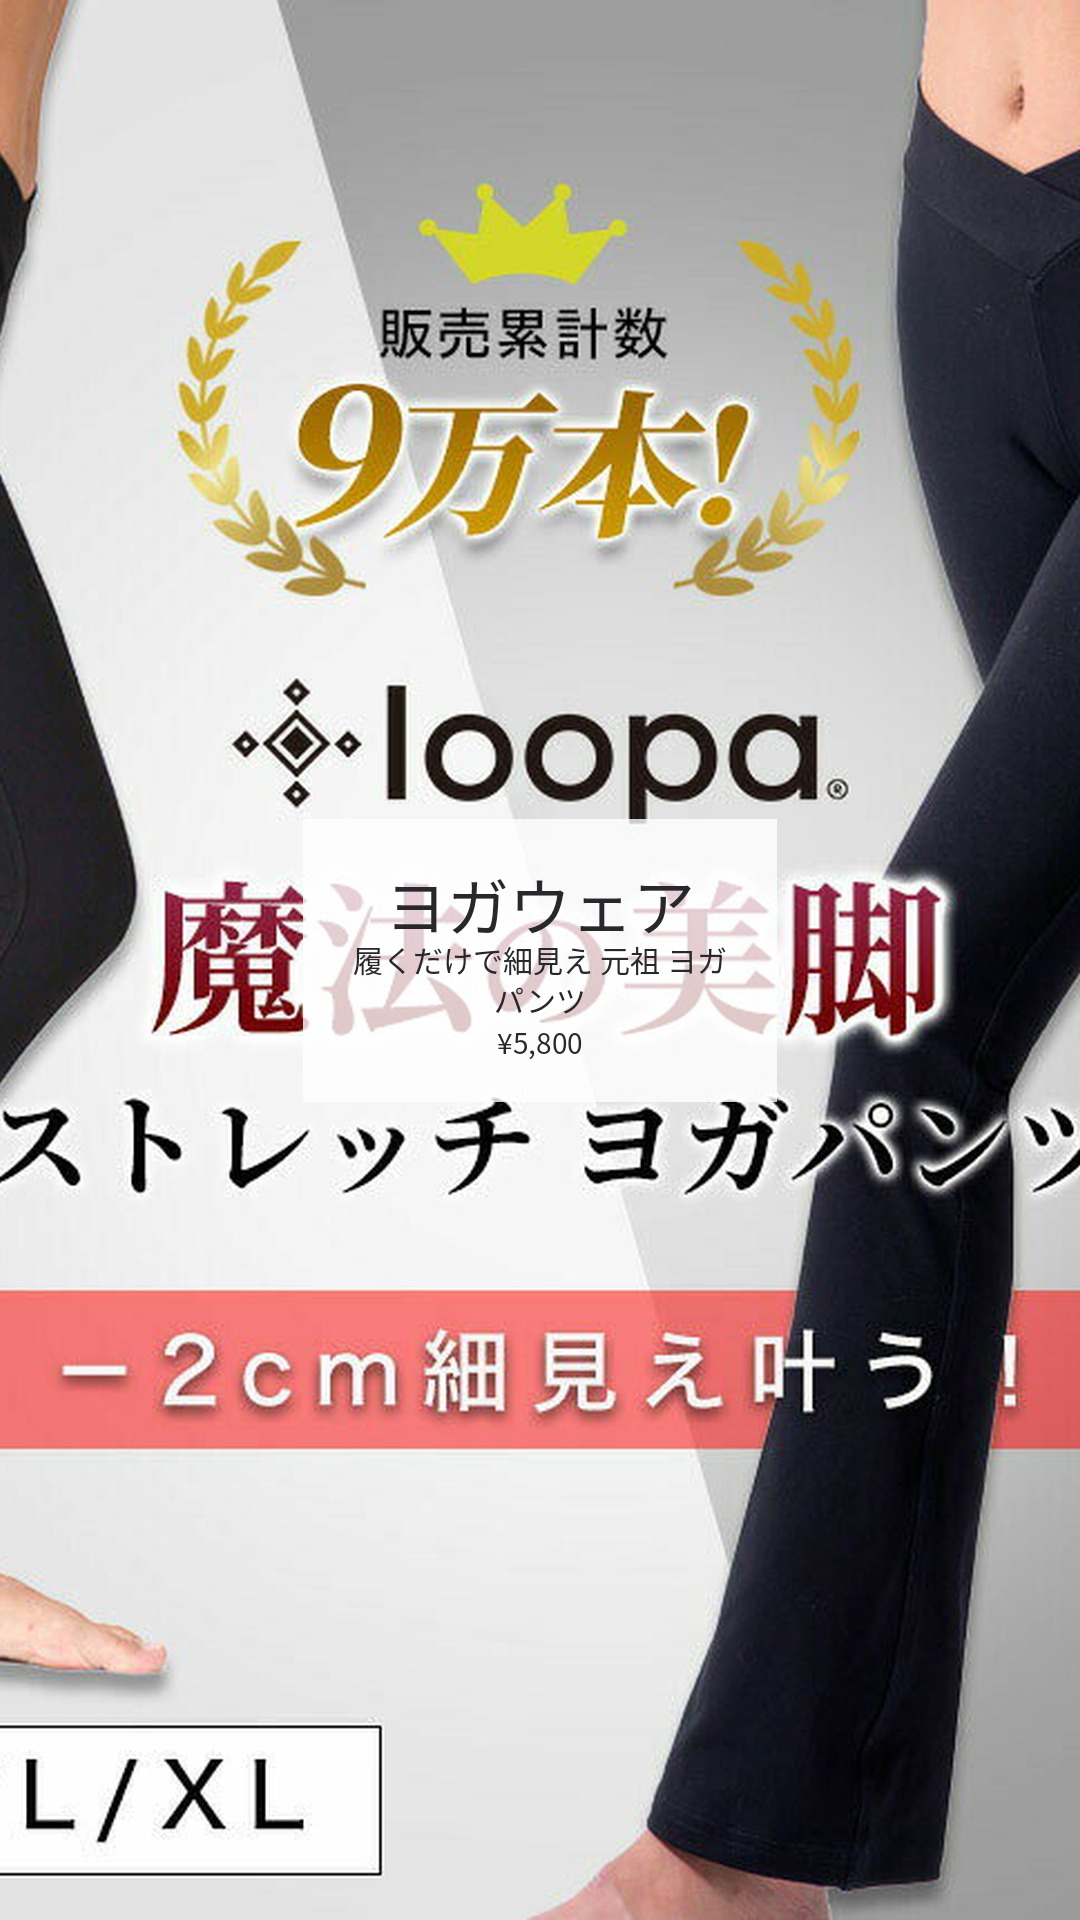 販売累計数
9万本!
loopa®
魔法の美脚
ヨガウェア
履くだけで細見え 元祖 ヨガ
パンツ
¥5,800
ストレッチ ヨガパンツ
−2cm細見え叶う!
L/XL